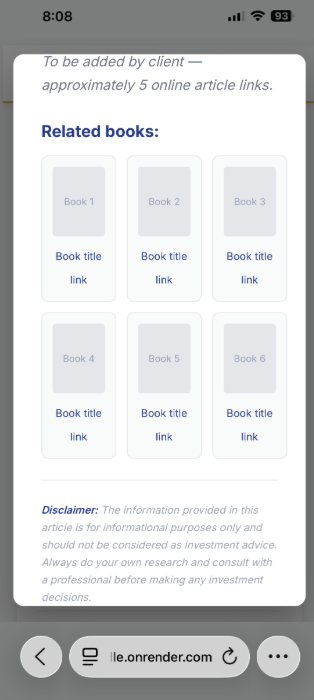 8:08
93
To be added by client —
approximately 5 online article links.
Related books:
Book 1
Book 2
Book 3
Book title
link
Book title
link
Book title
link
Book 4
Book 5
Book 6
Book title
link
Book title
link
Book title
link
Disclaimer: The information provided in this
article is for informational purposes only and
should not be considered as investment advice.
Always do your own research and consult with
a professional before making any investment
decisions.
le.onrender.com